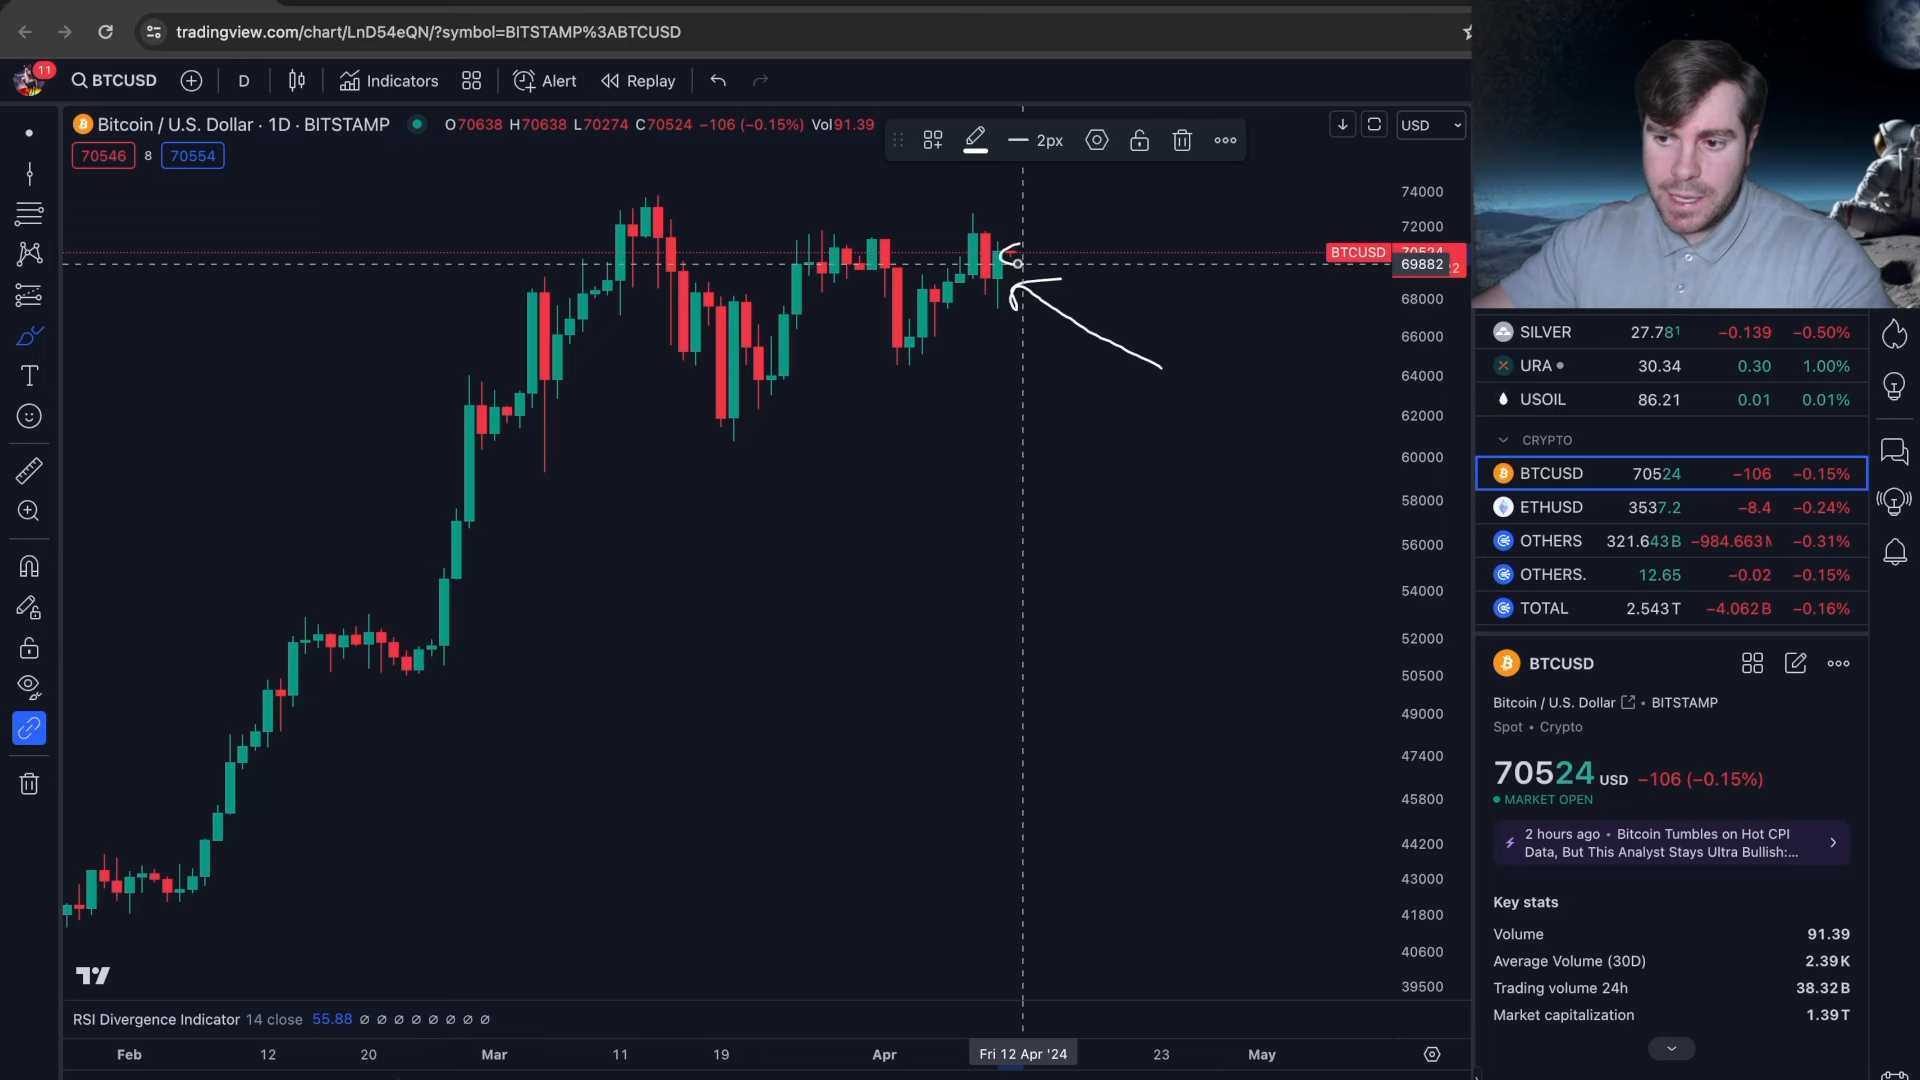 tradingview.com/chart/LnD54eQN/?symbol=BITSTAMP%3ABTCUSD
11
BTCUSD D Indicators Alert Replay
Bitcoin / U.S. Dollar · 1D · BITSTAMP O70638 H70638 L70274 C70524 −106 (−0.15%) Vol91.39
2px
USD
70546 8 70554
74000
72000
BTCUSD 70524
69882
68000
66000
64000
62000
60000
58000
56000
54000
52000
50500
49000
47400
45800
44200
43000
41800
40600
39500
RSI Divergence Indicator 14 close 55.88 ∅ ∅ ∅ ∅ ∅ ∅ ∅ ∅
Feb 12 20 Mar 11 19 Apr Fri 12 Apr '24 23 May
SILVER 27.781 −0.139 −0.50%
URA 30.34 0.30 1.00%
USOIL 86.21 0.01 0.01%
CRYPTO
BTCUSD 70524 −106 −0.15%
ETHUSD 3537.2 −8.4 −0.24%
OTHERS 321.643B −984.663M −0.31%
OTHERS. 12.65 −0.02 −0.15%
TOTAL 2.543T −4.062B −0.16%
BTCUSD
Bitcoin / U.S. Dollar • BITSTAMP
Spot • Crypto
70524 USD −106 (−0.15%)
MARKET OPEN
2 hours ago • Bitcoin Tumbles on Hot CPI
Data, But This Analyst Stays Ultra Bullish:...
Key stats
Volume 91.39
Average Volume (30D) 2.39K
Trading volume 24h 38.32B
Market capitalization 1.39T